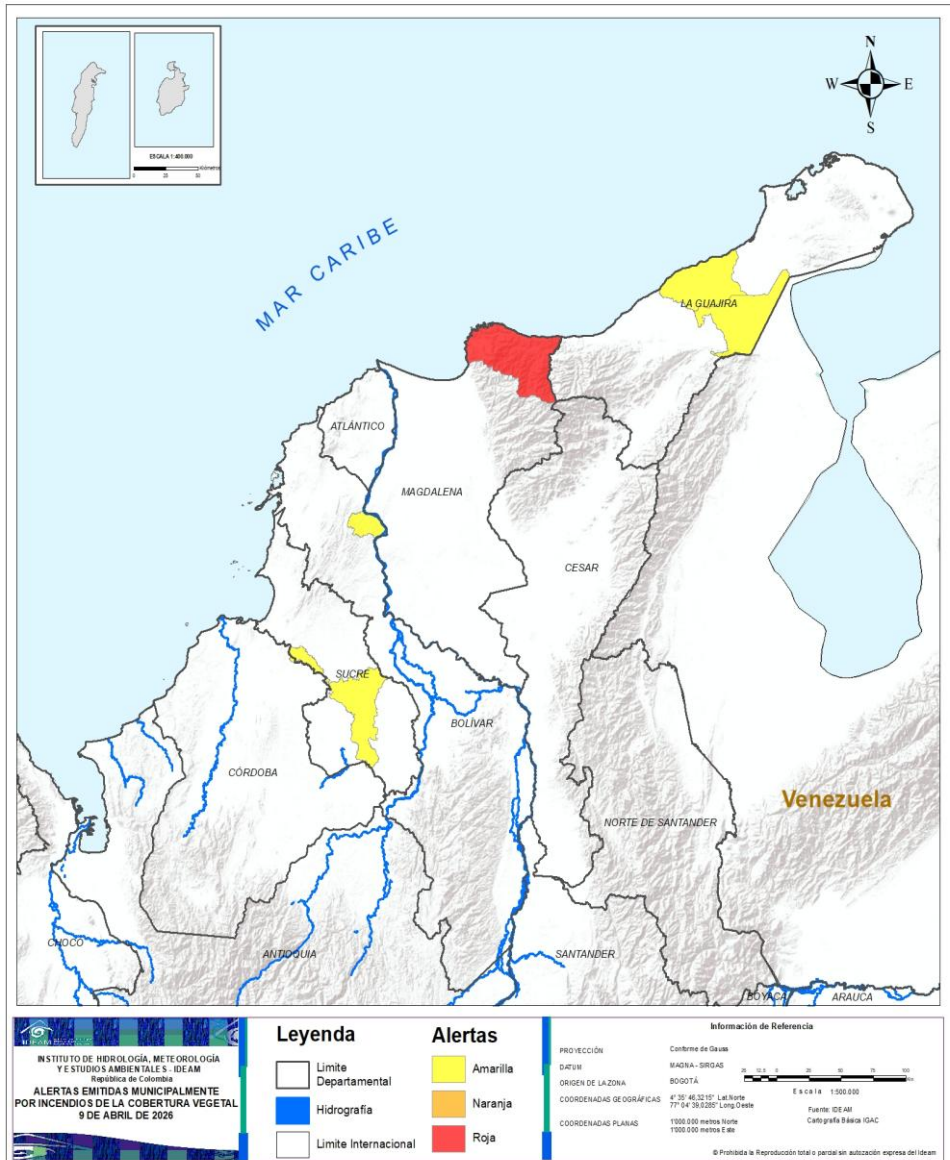 ESCALA 1:400.000
Kilómetros
N
W
E
S
MAR CARIBE
LA GUAJIRA
ATLÁNTICO
MAGDALENA
CESAR
SUCRE
BOLÍVAR
CÓRDOBA
Venezuela
NORTE DE SANTANDER
CHOCO
ANTIOQUIA
SANTANDER
BOYACÁ
ARAUCA
IDEAM
INSTITUTO DE HIDROLOGÍA, METEOROLOGÍA
Y ESTUDIOS AMBIENTALES - IDEAM
República de Colombia
ALERTAS EMITIDAS MUNICIPALMENTE
POR INCENDIOS DE LA COBERTURA VEGETAL
9 DE ABRIL DE 2026
Leyenda
Limite
Departamental
Hidrografía
Limite Internacional
Alertas
Amarilla
Naranja
Roja
Información de Referencia
PROYECCIÓN Conforme de Gauss
DATUM MAGNA - SIRGAS
ORIGEN DE LA ZONA BOGOTÁ
COORDENADAS GEOGRÁFICAS 4° 35' 46,3215" Lat.Norte
77° 04' 39,0285" Long.Oeste
COORDENADAS PLANAS 1'000.000 metros Norte
1'000.000 metros Este
Escala 1:500.000
Fuente: IDEAM
Cartografía Básica IGAC
© Prohibida la Reproducción total o parcial sin autozación expresa del Ideam